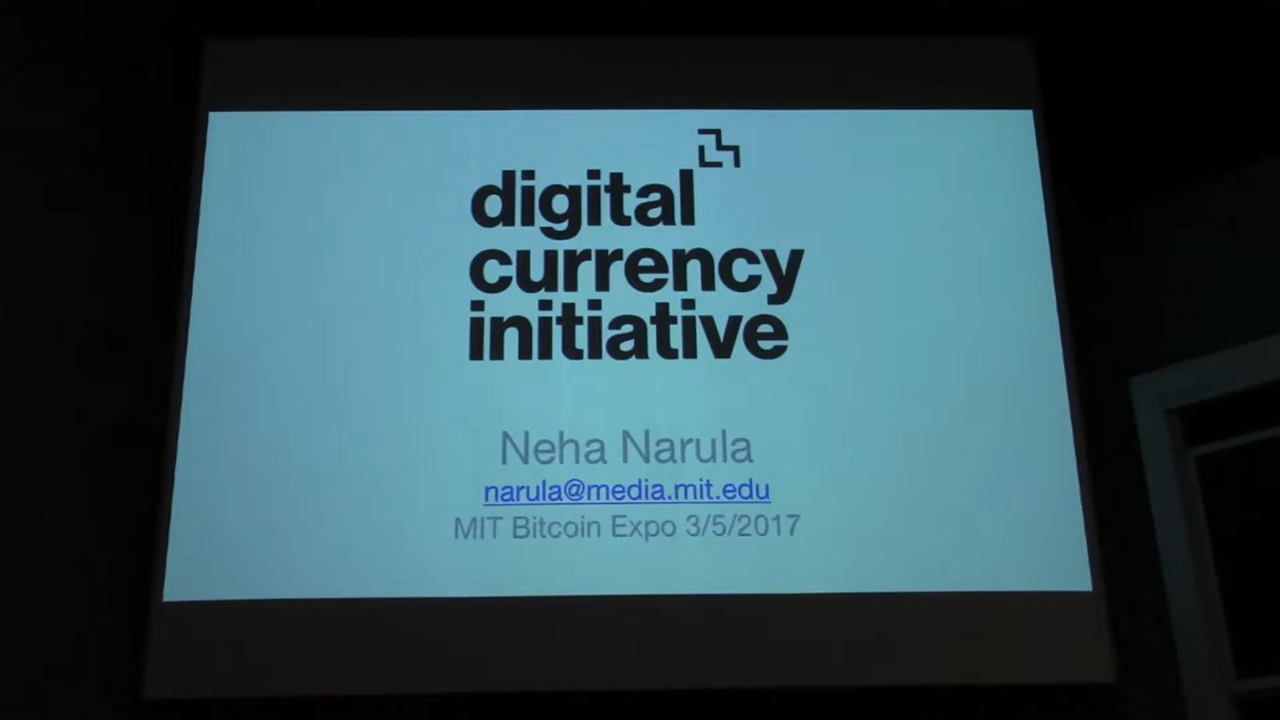 digital
currency
initiative
Neha Narula
narula@media.mit.edu
MIT Bitcoin Expo 3/5/2017